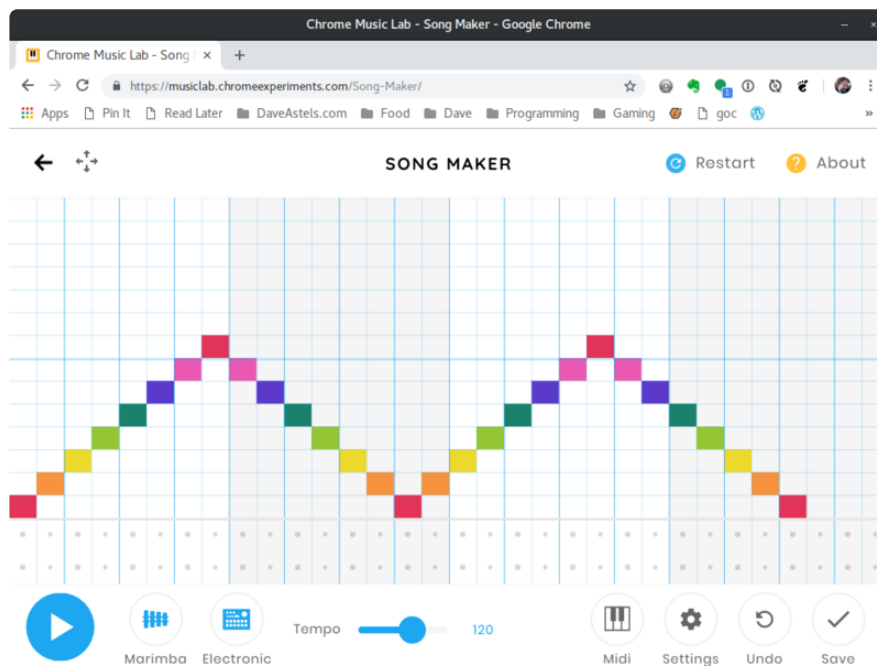 Chrome Music Lab - Song Maker - Google Chrome
Chrome Music Lab - Song
https://musiclab.chromeexperiments.com/Song-Maker/
1
Apps Pin It Read Later DaveAstels.com Food Dave Programming Gaming goc
SONG MAKER Restart ? About
Tempo 120
Marimba Electronic Midi Settings Undo Save